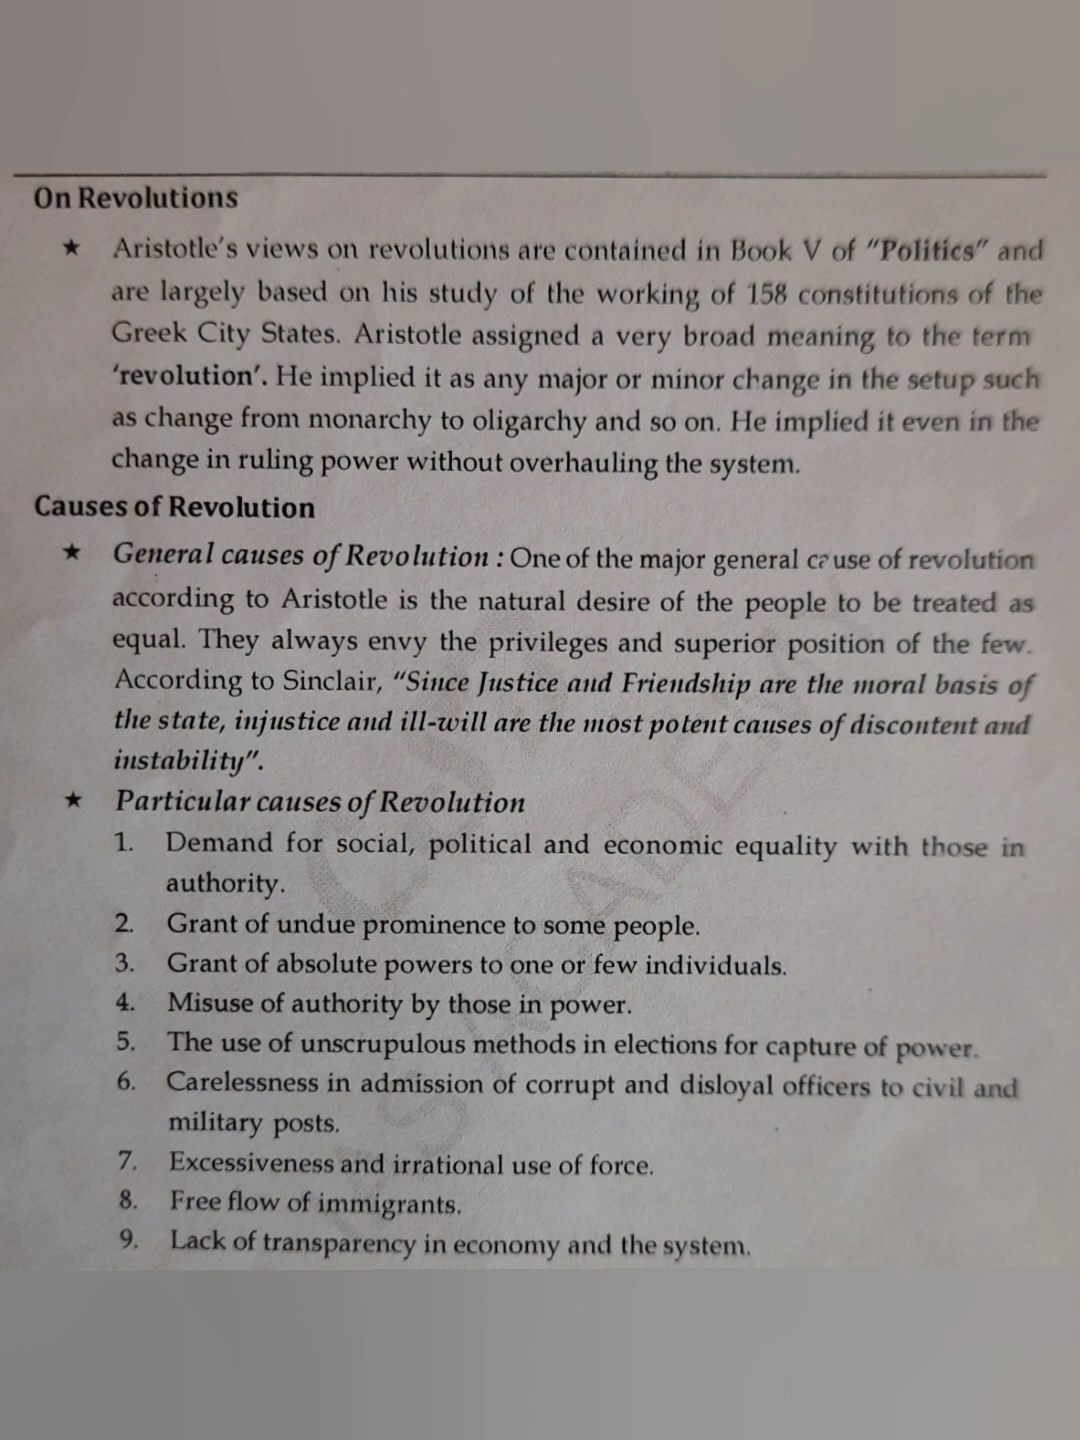 On Revolutions
★ Aristotle's views on revolutions are contained in Book V of "Politics" and
are largely based on his study of the working of 158 constitutions of the
Greek City States. Aristotle assigned a very broad meaning to the term
'revolution'. He implied it as any major or minor change in the setup such
as change from monarchy to oligarchy and so on. He implied it even in the
change in ruling power without overhauling the system.
Causes of Revolution
★ General causes of Revolution : One of the major general cause of revolution
according to Aristotle is the natural desire of the people to be treated as
equal. They always envy the privileges and superior position of the few.
According to Sinclair, "Since Justice and Friendship are the moral basis of
the state, injustice and ill-will are the most potent causes of discontent and
instability".
★ Particular causes of Revolution
1. Demand for social, political and economic equality with those in
authority.
2. Grant of undue prominence to some people.
3. Grant of absolute powers to one or few individuals.
4. Misuse of authority by those in power.
5. The use of unscrupulous methods in elections for capture of power.
6. Carelessness in admission of corrupt and disloyal officers to civil and
military posts.
7. Excessiveness and irrational use of force.
8. Free flow of immigrants.
9. Lack of transparency in economy and the system.